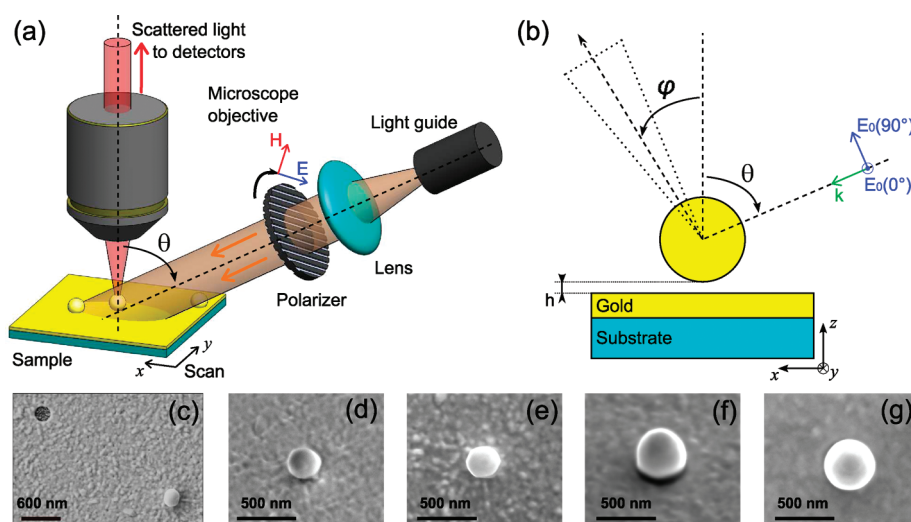 (a)
Scattered light
to detectors
Microscope
objective
H
E
Light guide
θ
Lens
Polarizer
Sample
x
y
Scan
(b)
φ
θ
E₀(90°)
E₀(0°)
k
h
Gold
Substrate
z
x
y
(c)
600 nm
(d)
500 nm
(e)
500 nm
(f)
500 nm
(g)
500 nm